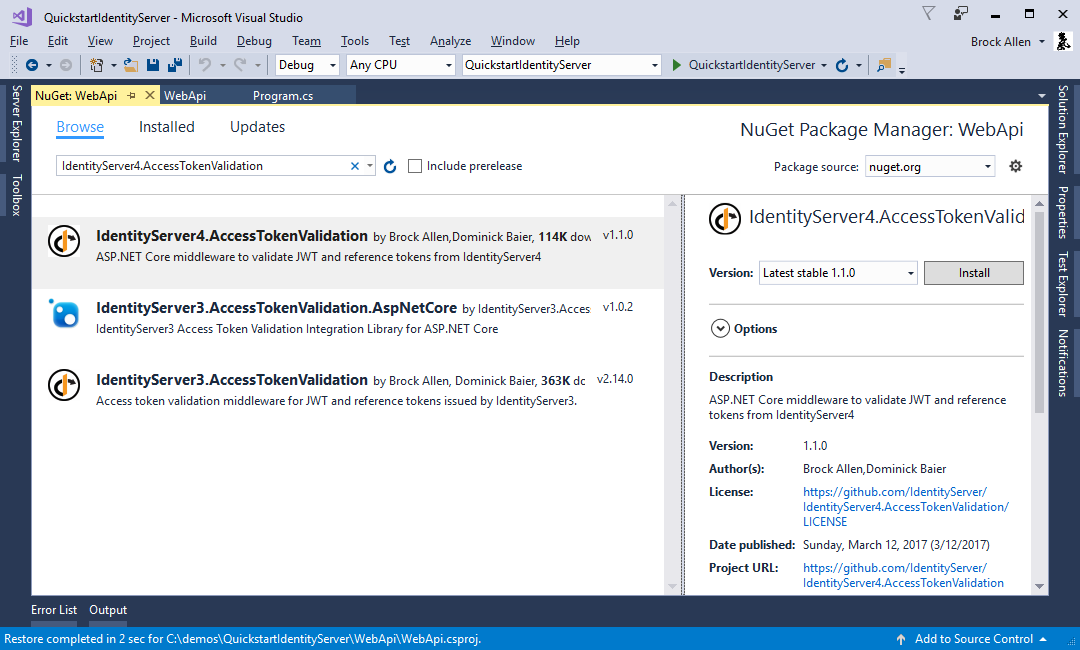 QuickstartIdentityServer - Microsoft Visual Studio
File Edit View Project Build Debug Team Tools Test Analyze Window Help
Brock Allen
Debug Any CPU QuickstartIdentityServer QuickstartIdentityServer
NuGet: WebApi WebApi Program.cs
Server Explorer
Toolbox
Browse Installed Updates
NuGet Package Manager: WebApi
IdentityServer4.AccessTokenValidation
Include prerelease
Package source: nuget.org
IdentityServer4.AccessTokenValidation by Brock Allen,Dominick Baier, 114K dow v1.1.0
ASP.NET Core middleware to validate JWT and reference tokens from IdentityServer4
IdentityServer3.AccessTokenValidation.AspNetCore by IdentityServer3.Acces v1.0.2
IdentityServer3 Access Token Validation Integration Library for ASP.NET Core
IdentityServer3.AccessTokenValidation by Brock Allen, Dominick Baier, 363K dc v2.14.0
Access token validation middleware for JWT and reference tokens issued by IdentityServer3.
IdentityServer4.AccessTokenValid
Version: Latest stable 1.1.0 Install
Options
Description
ASP.NET Core middleware to validate JWT and reference
tokens from IdentityServer4
Version: 1.1.0
Author(s): Brock Allen,Dominick Baier
License: https://github.com/IdentityServer/
IdentityServer4.AccessTokenValidation/
LICENSE
Date published: Sunday, March 12, 2017 (3/12/2017)
Project URL: https://github.com/IdentityServer/
IdentityServer4.AccessTokenValidation
Solution Explorer
Properties
Test Explorer
Notifications
Error List Output
Restore completed in 2 sec for C:\demos\QuickstartIdentityServer\WebApi\WebApi.csproj.
Add to Source Control